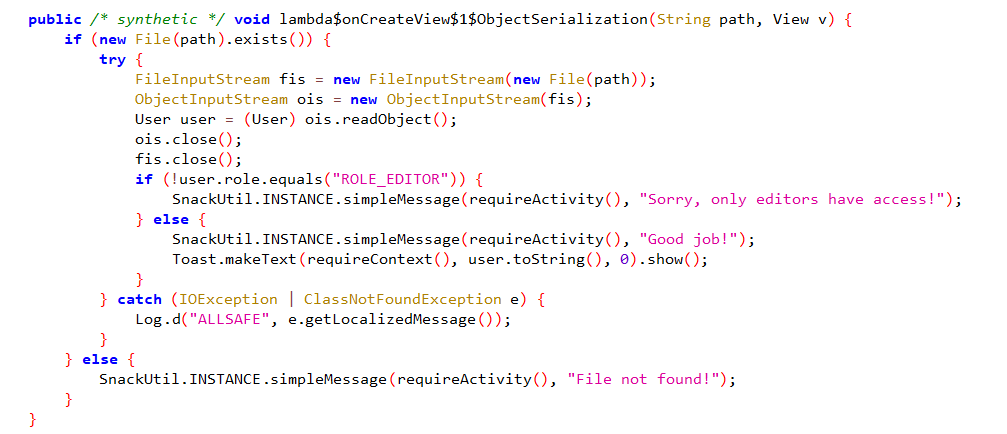 public /* synthetic */ void lambda$onCreateView$1$ObjectSerialization(String path, View v) {
    if (new File(path).exists()) {
        try {
            FileInputStream fis = new FileInputStream(new File(path));
            ObjectInputStream ois = new ObjectInputStream(fis);
            User user = (User) ois.readObject();
            ois.close();
            fis.close();
            if (!user.role.equals("ROLE_EDITOR")) {
                SnackUtil.INSTANCE.simpleMessage(requireActivity(), "Sorry, only editors have access!");
            } else {
                SnackUtil.INSTANCE.simpleMessage(requireActivity(), "Good job!");
                Toast.makeText(requireContext(), user.toString(), 0).show();
            }
        } catch (IOException | ClassNotFoundException e) {
            Log.d("ALLSAFE", e.getLocalizedMessage());
        }
    } else {
        SnackUtil.INSTANCE.simpleMessage(requireActivity(), "File not found!");
    }
}